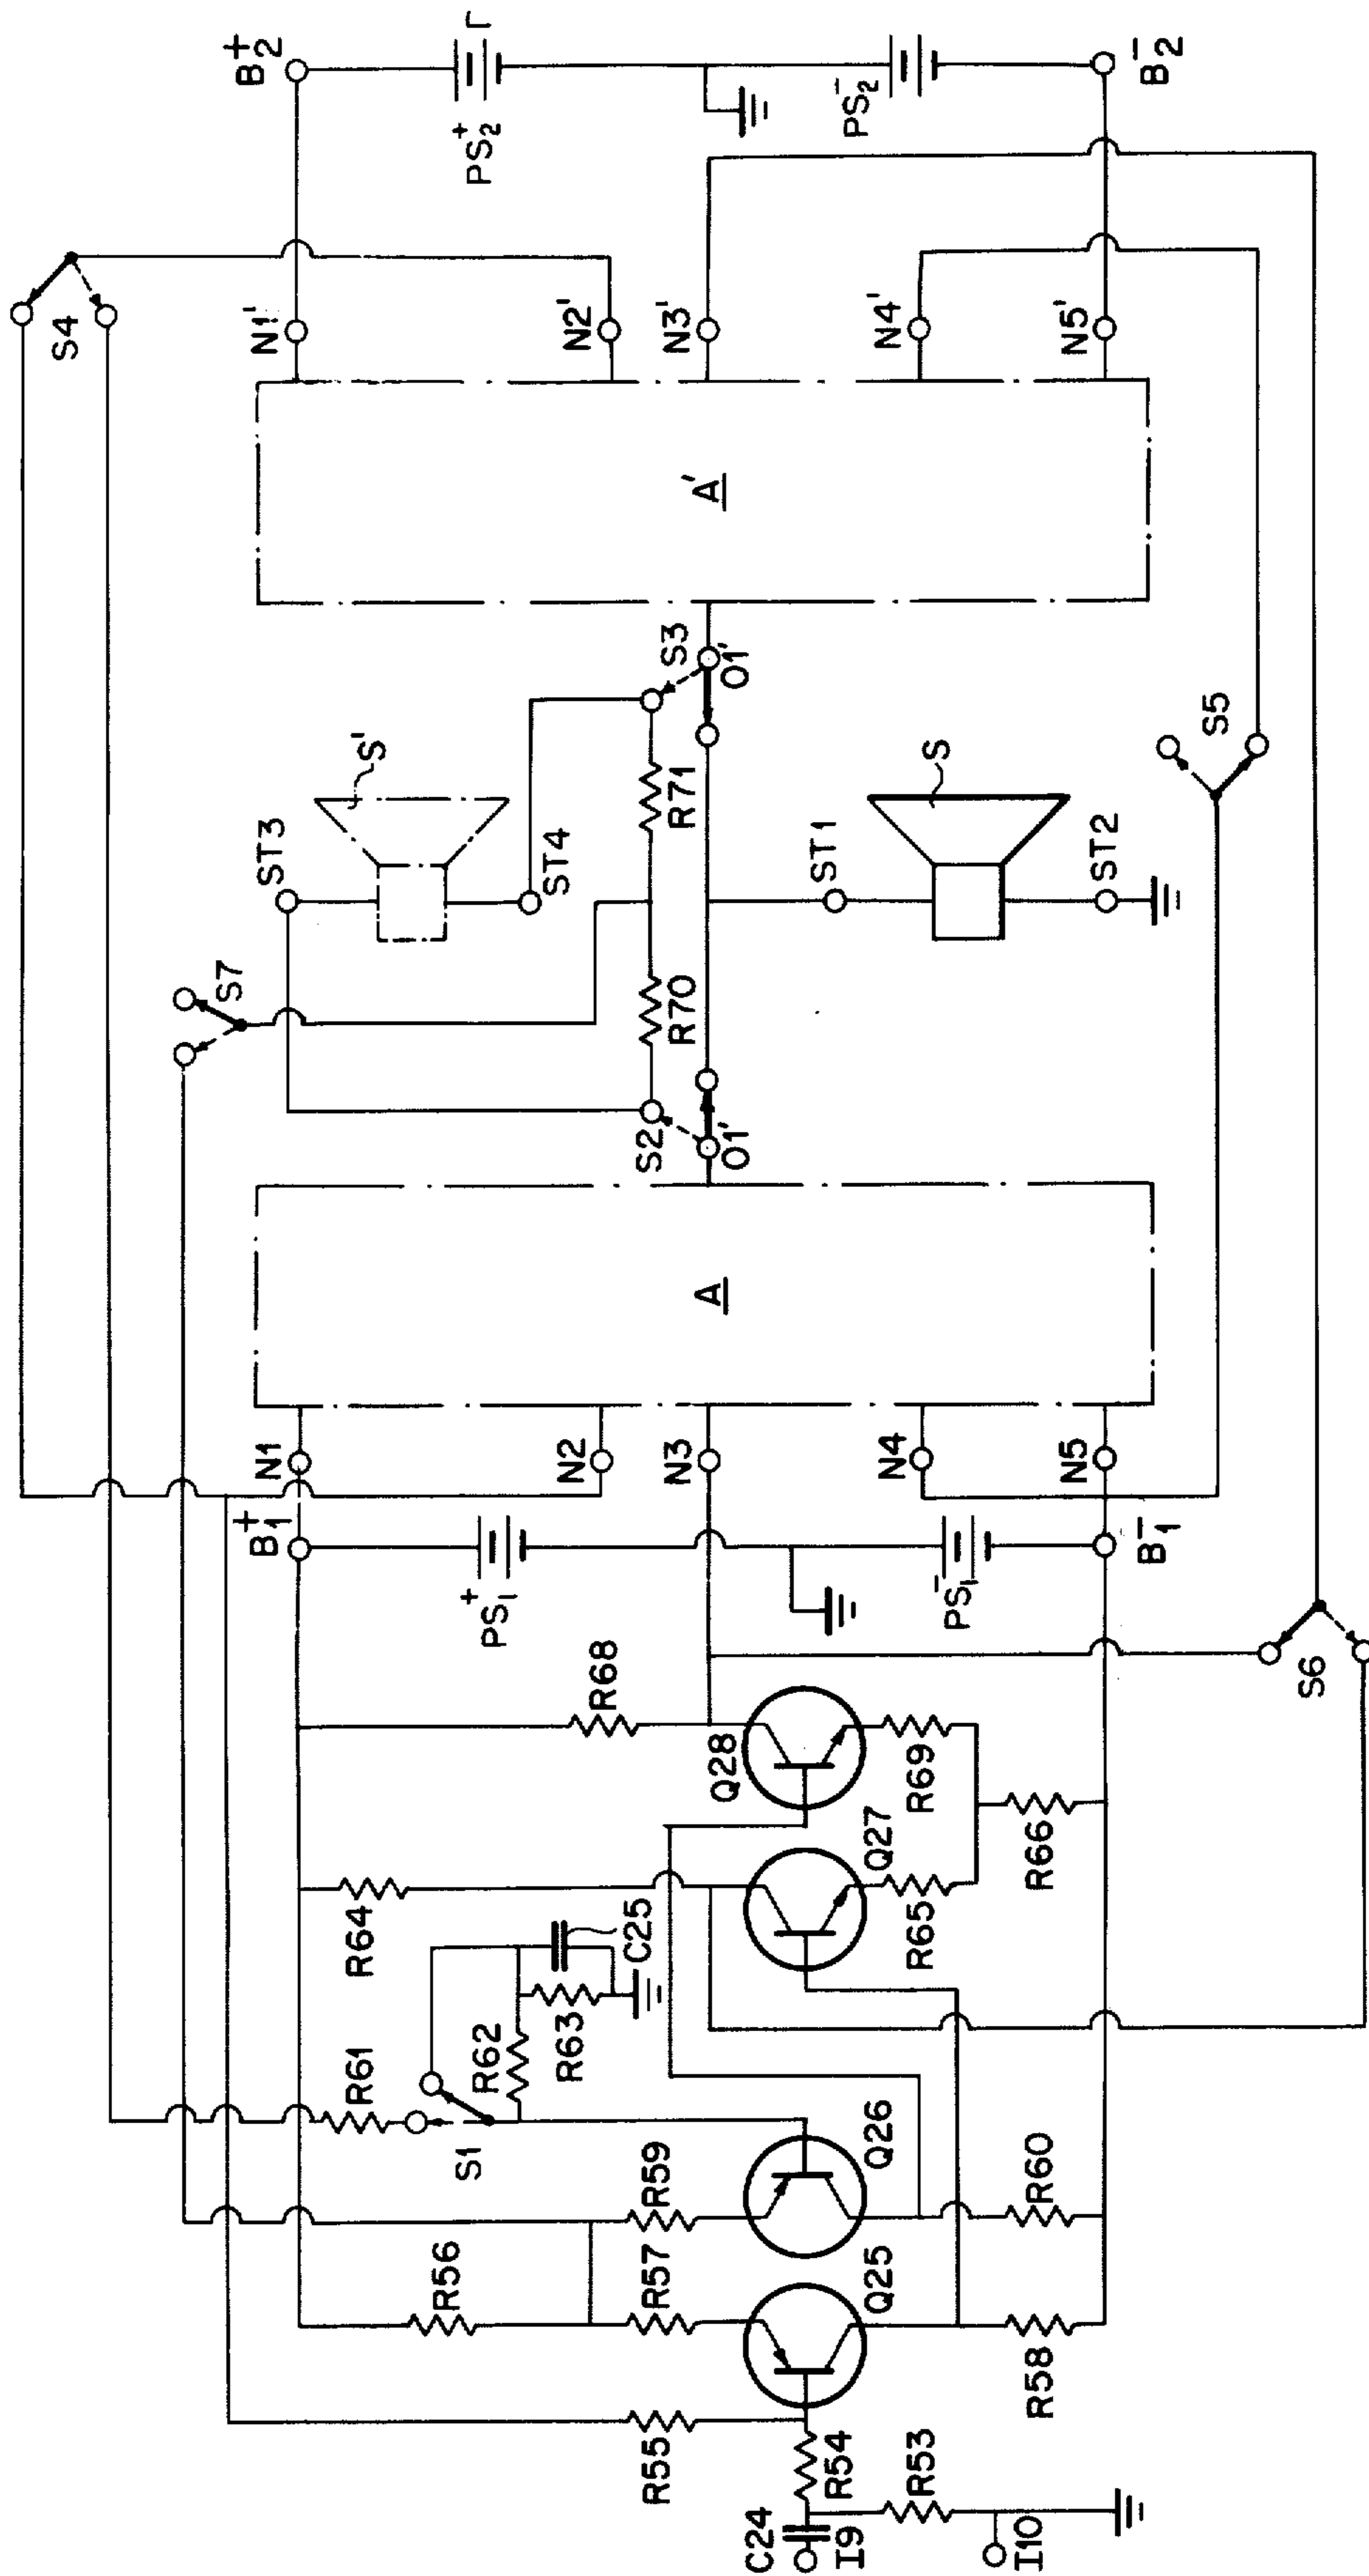 B2+
PS2+
PS2-
B2-
S4
N1'
N2'
N3'
N4'
N5'
A'
S3
O1'
S'
ST3
ST4
R71
S7
R70
ST1
S
ST2
S5
S2
O1'
A
N1
N2
N3
N4
N5
B1+
PS1+
PS1-
B1-
S6
R68
Q28
R69
Q27
R66
R65
R64
C25
R63
R62
R61
S1
Q26
R59
R60
R56
R57
Q25
R58
R55
R54
R53
C24
I9
I10